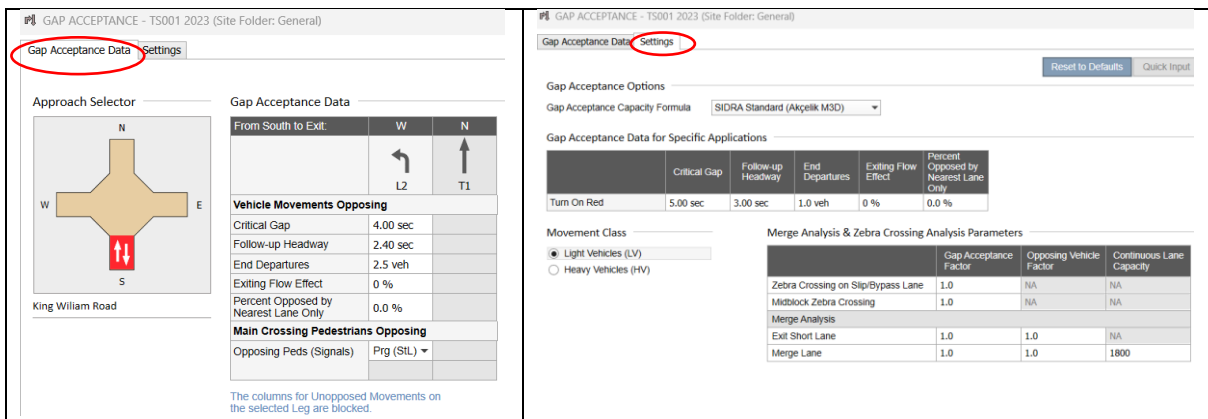 GAP ACCEPTANCE - TS001 2023 (Site Folder: General)
Gap Acceptance Data Settings
Approach Selector
N
W E
S
King Wiliam Road
Gap Acceptance Data
From South to Exit: W N
L2 T1
Vehicle Movements Opposing
Critical Gap 4.00 sec
Follow-up Headway 2.40 sec
End Departures 2.5 veh
Exiting Flow Effect 0 %
Percent Opposed by
Nearest Lane Only 0.0 %
Main Crossing Pedestrians Opposing
Opposing Peds (Signals) Prg (StL)
The columns for Unopposed Movements on
the selected Leg are blocked.
GAP ACCEPTANCE - TS001 2023 (Site Folder: General)
Gap Acceptance Data Settings
Reset to Defaults Quick Input
Gap Acceptance Options
Gap Acceptance Capacity Formula SIDRA Standard (Akçelik M3D)
Gap Acceptance Data for Specific Applications
Critical Gap Follow-up Headway End Departures Exiting Flow Effect Percent Opposed by Nearest Lane Only
Turn On Red 5.00 sec 3.00 sec 1.0 veh 0 % 0.0 %
Movement Class
Light Vehicles (LV)
Heavy Vehicles (HV)
Merge Analysis & Zebra Crossing Analysis Parameters
Gap Acceptance Factor Opposing Vehicle Factor Continuous Lane Capacity
Zebra Crossing on Slip/Bypass Lane 1.0 NA NA
Midblock Zebra Crossing 1.0 NA NA
Merge Analysis
Exit Short Lane 1.0 1.0 NA
Merge Lane 1.0 1.0 1800